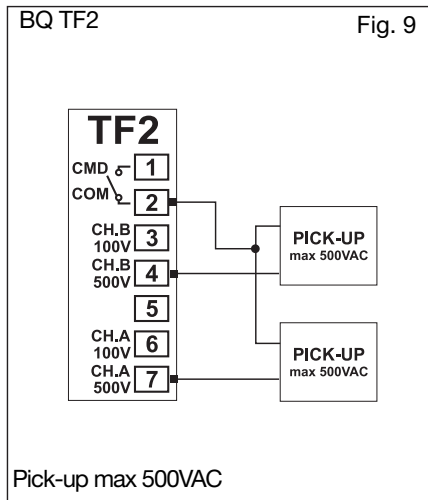 BQ TF2
Fig. 9
TF2
CMD 1
COM 2
CH.B
100V 3
CH.B
500V 4
5
CH.A
100V 6
CH.A
500V 7
PICK-UP
max 500VAC
PICK-UP
max 500VAC
Pick-up max 500VAC